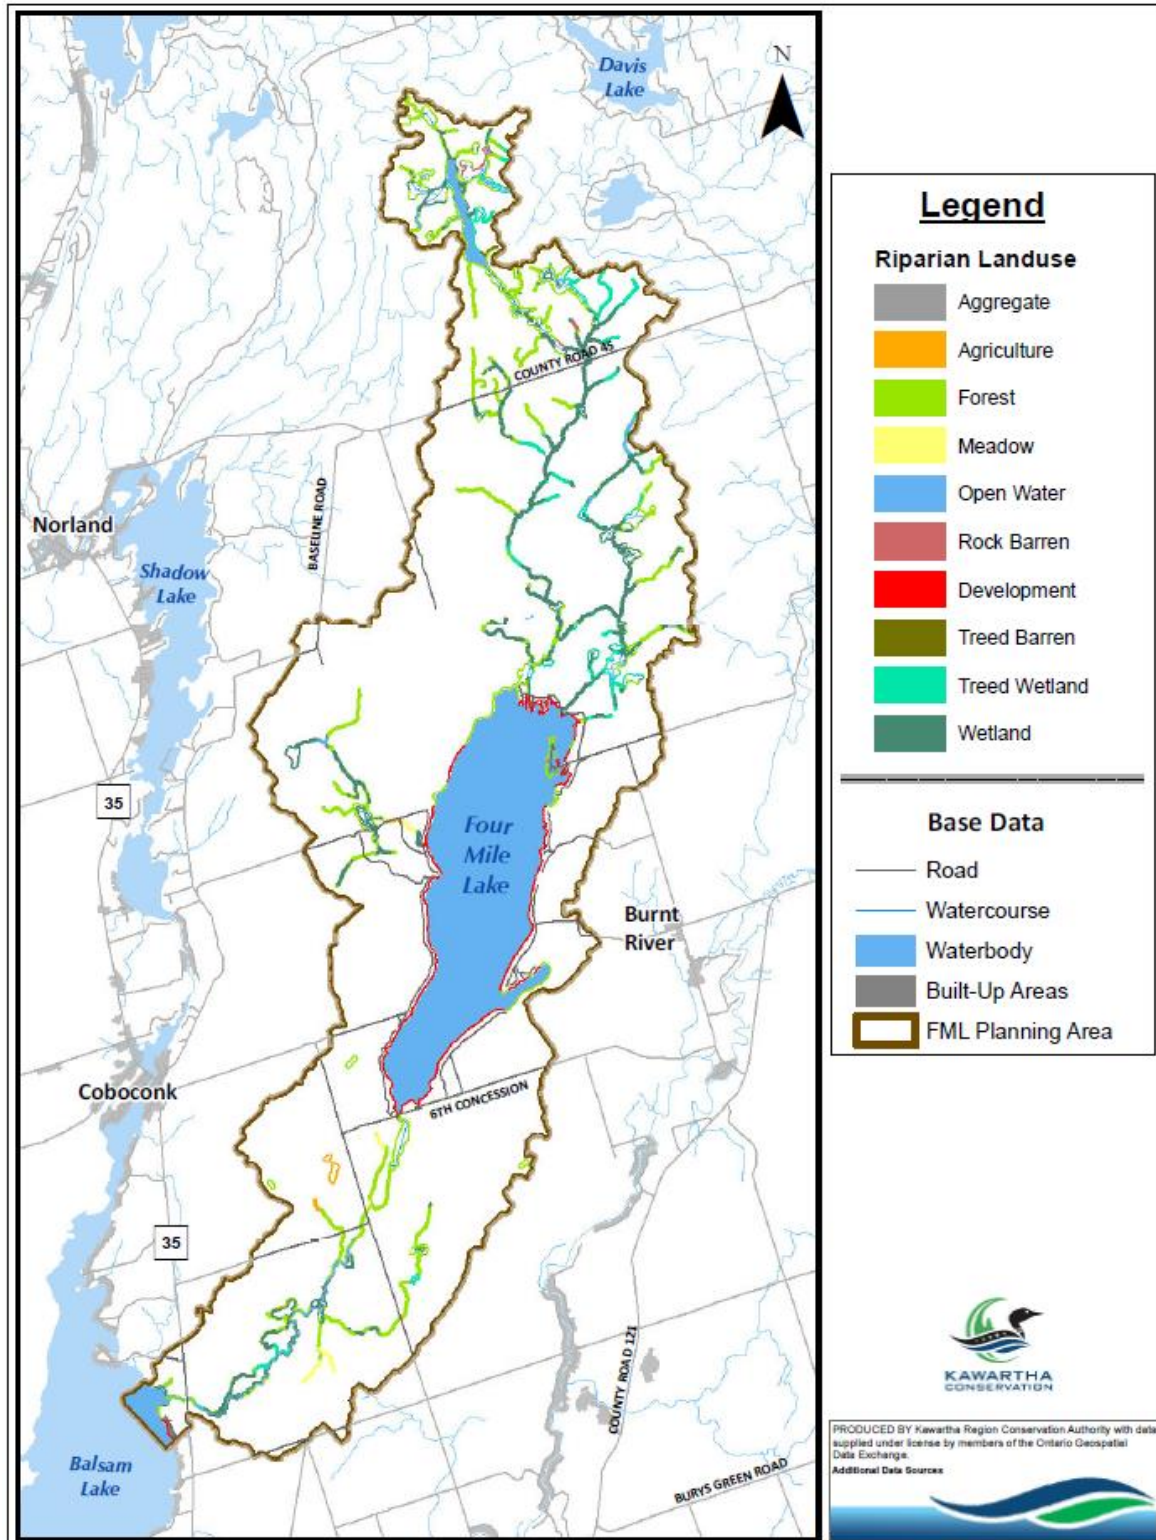 Davis
Lake
N
COUNTY ROAD 45
BASELINE ROAD
Norland
Shadow
Lake
35
Four
Mile
Lake
Burnt
River
Coboconk
6TH CONCESSION
35
COUNTY ROAD 121
Balsam
Lake
BURYS GREEN ROAD
Legend
Riparian Landuse
Aggregate
Agriculture
Forest
Meadow
Open Water
Rock Barren
Development
Treed Barren
Treed Wetland
Wetland
Base Data
Road
Watercourse
Waterbody
Built-Up Areas
FML Planning Area
KAWARTHA
CONSERVATION
PRODUCED BY Kawartha Region Conservation Authority with data
supplied under license by members of the Ontario Geospatial
Data Exchange.
Additional Data Sources